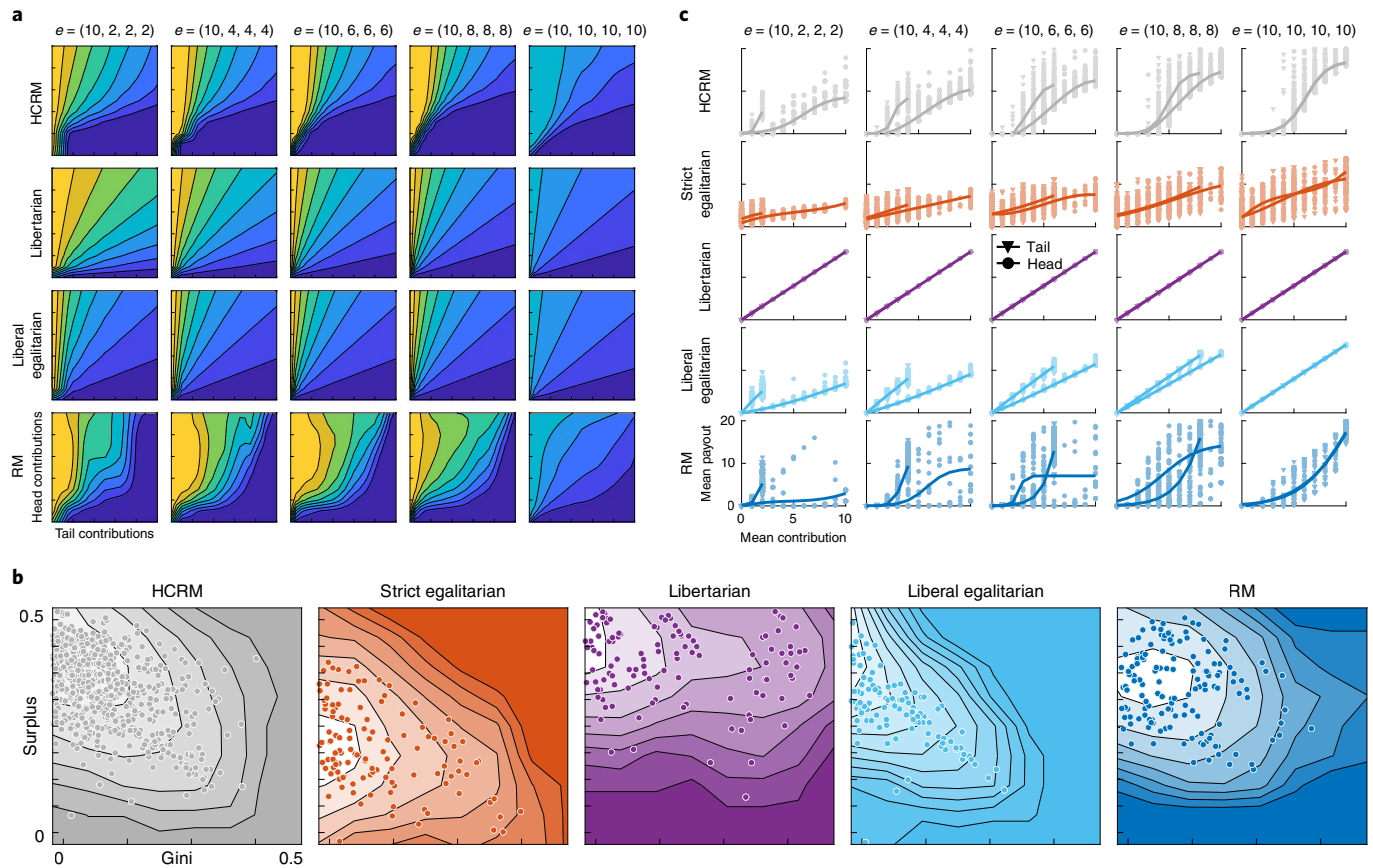 a
e = (10, 2, 2, 2)
e = (10, 4, 4, 4)
e = (10, 6, 6, 6)
e = (10, 8, 8, 8)
e = (10, 10, 10, 10)
HCRM
Libertarian
Liberal
egalitarian
RM
Head contributions
Tail contributions
c
e = (10, 2, 2, 2)
e = (10, 4, 4, 4)
e = (10, 6, 6, 6)
e = (10, 8, 8, 8)
e = (10, 10, 10, 10)
HCRM
Strict
egalitarian
Libertarian
Tail
Head
Liberal
egalitarian
RM
Mean payout
20
10
0
0
5
10
Mean contribution
b
HCRM
Strict egalitarian
Libertarian
Liberal egalitarian
RM
0.5
Surplus
0
0
Gini
0.5